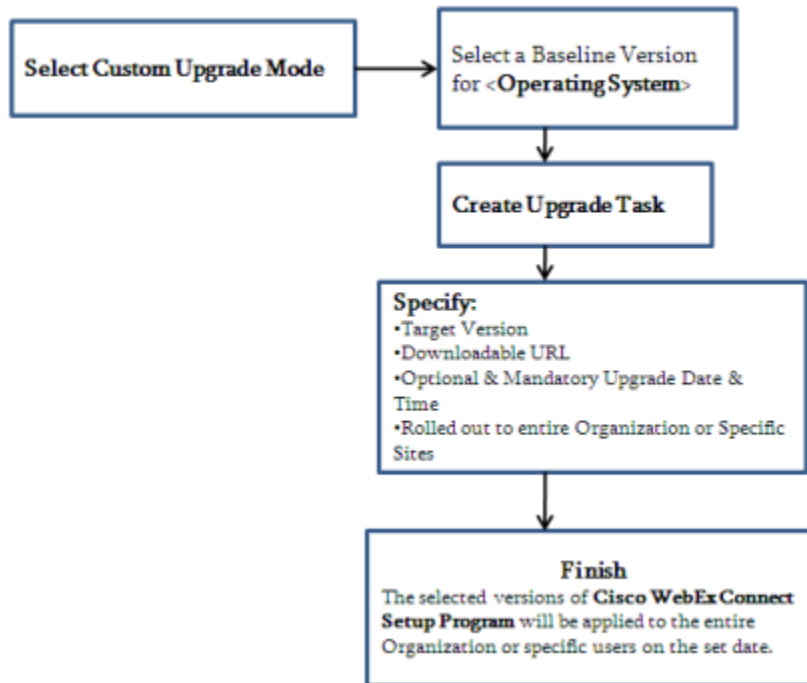 Select Custom Upgrade Mode
Select a Baseline Version
for <Operating System>
Create Upgrade Task
Specify:
•Target Version
•Downloadable URL
•Optional & Mandatory Upgrade Date &
Time
•Rolled out to entire Organization or Specific
Sites
Finish
The selected versions of Cisco WebEx Connect
Setup Program will be applied to the entire
Organization or specific users on the set date.